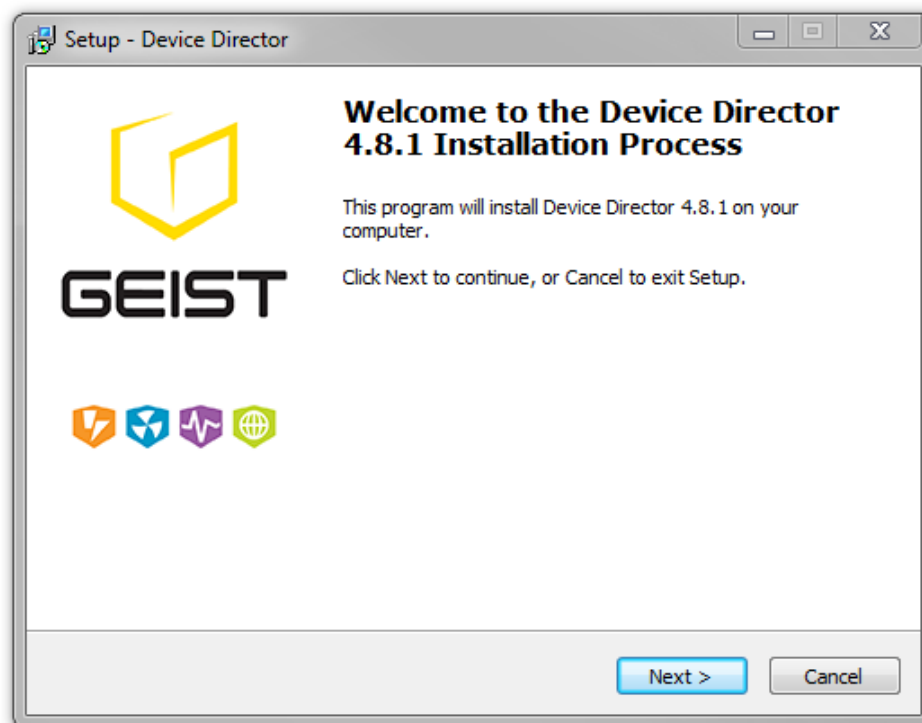 Setup - Device Director
Welcome to the Device Director
4.8.1 Installation Process
This program will install Device Director 4.8.1 on your
computer.
Click Next to continue, or Cancel to exit Setup.
GEIST
Next >
Cancel